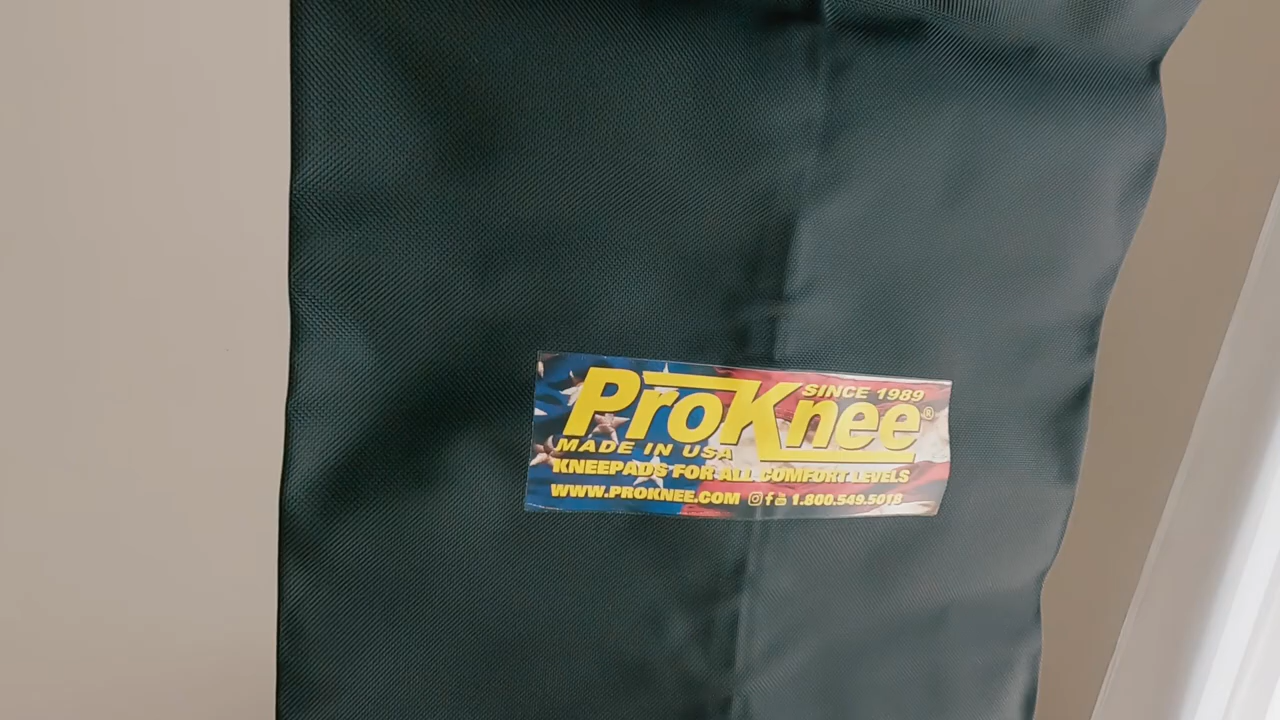 ProKnee®
SINCE 1989
MADE IN USA
KNEEPADS FOR ALL COMFORT LEVELS
WWW.PROKNEE.COM 1.800.549.5018